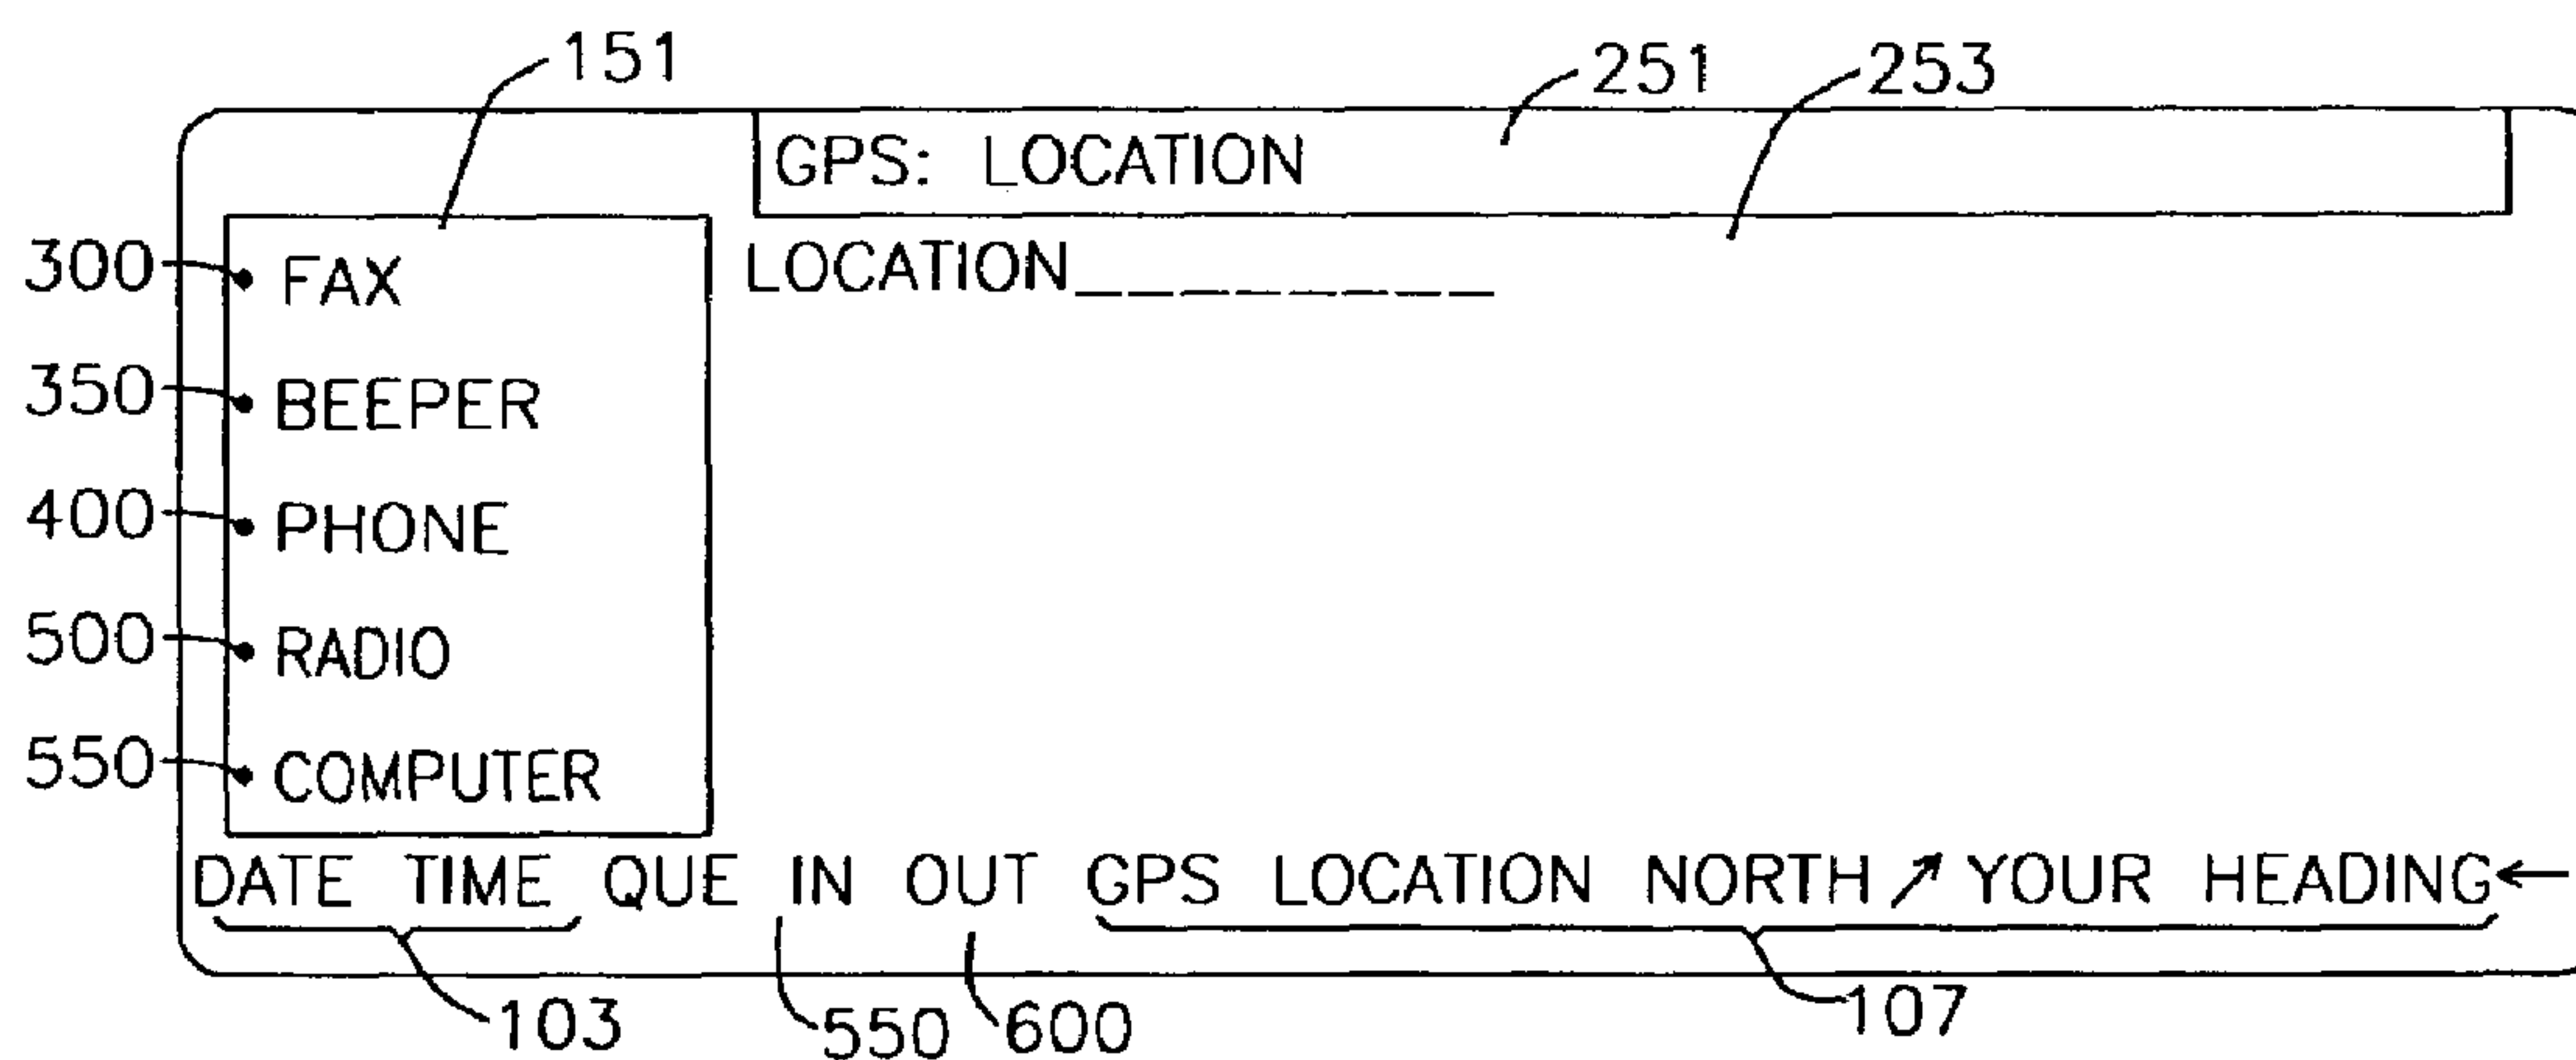 151 251 253
GPS: LOCATION
300 FAX LOCATION_ _ _ _ _ _ _ _
350 BEEPER
400 PHONE
500 RADIO
550 COMPUTER
DATE TIME QUE IN OUT GPS LOCATION NORTH ↗ YOUR HEADING ←
103 550 600 107